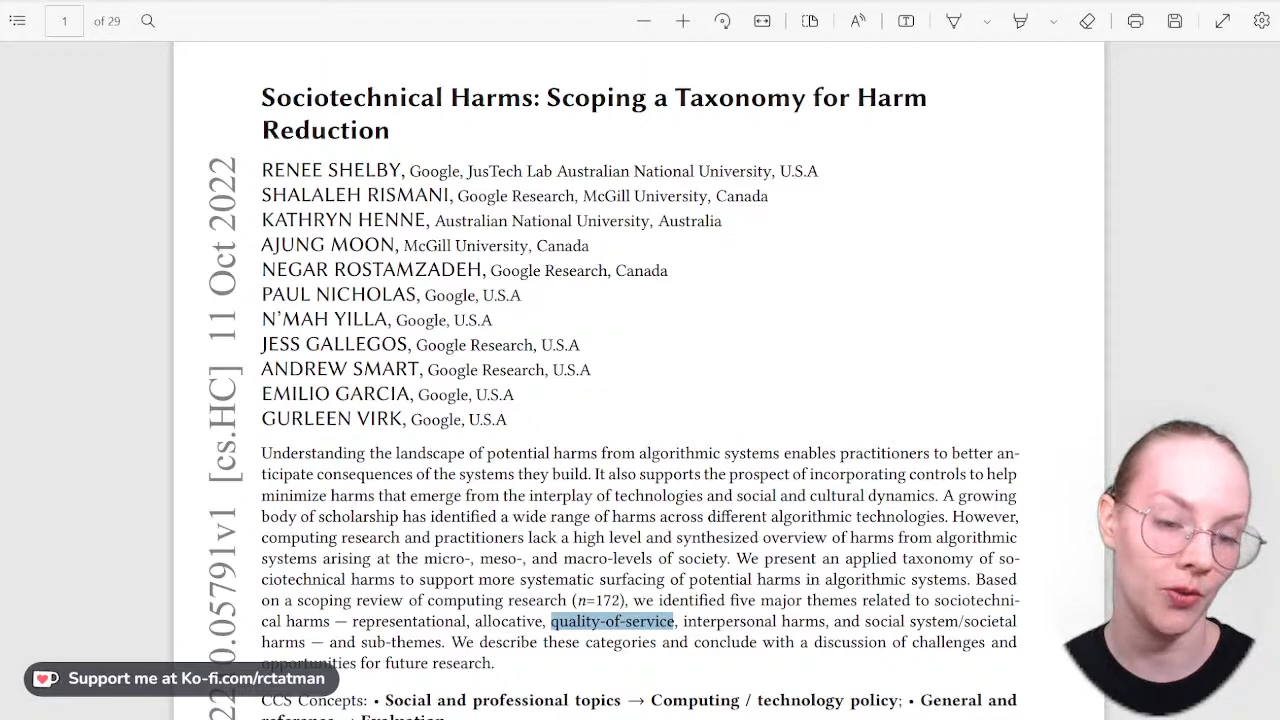 1 of 29
Sociotechnical Harms: Scoping a Taxonomy for Harm
Reduction
RENEE SHELBY, Google, JusTech Lab Australian National University, U.S.A
SHALALEH RISMANI, Google Research, McGill University, Canada
KATHRYN HENNE, Australian National University, Australia
AJUNG MOON, McGill University, Canada
NEGAR ROSTAMZADEH, Google Research, Canada
PAUL NICHOLAS, Google, U.S.A
N'MAH YILLA, Google, U.S.A
JESS GALLEGOS, Google Research, U.S.A
ANDREW SMART, Google Research, U.S.A
EMILIO GARCIA, Google, U.S.A
GURLEEN VIRK, Google, U.S.A
Understanding the landscape of potential harms from algorithmic systems enables practitioners to better an-
ticipate consequences of the systems they build. It also supports the prospect of incorporating controls to help
minimize harms that emerge from the interplay of technologies and social and cultural dynamics. A growing
body of scholarship has identified a wide range of harms across different algorithmic technologies. However,
computing research and practitioners lack a high level and synthesized overview of harms from algorithmic
systems arising at the micro-, meso-, and macro-levels of society. We present an applied taxonomy of so-
ciotechnical harms to support more systematic surfacing of potential harms in algorithmic systems. Based
on a scoping review of computing research (n=172), we identified five major themes related to sociotechni-
cal harms — representational, allocative, quality-of-service, interpersonal harms, and social system/societal
harms — and sub-themes. We describe these categories and conclude with a discussion of challenges and
opportunities for future research.
CCS Concepts: • Social and professional topics → Computing / technology policy; • General and
reference → Evaluation
22 0.05791v1 [cs.HC] 11 Oct 2022
Support me at Ko-fi.com/rctatman